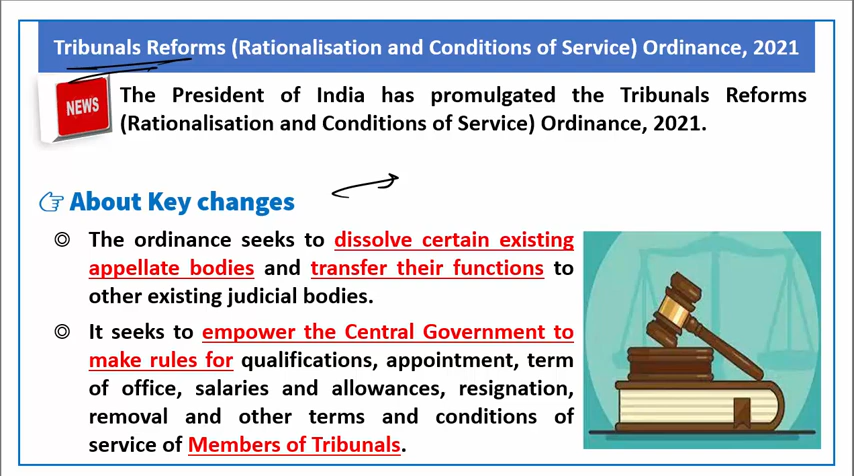 Tribunals Reforms (Rationalisation and Conditions of Service) Ordinance, 2021
NEWS
The President of India has promulgated the Tribunals Reforms
(Rationalisation and Conditions of Service) Ordinance, 2021.
About Key changes
The ordinance seeks to dissolve certain existing
appellate bodies and transfer their functions to
other existing judicial bodies.
It seeks to empower the Central Government to
make rules for qualifications, appointment, term
of office, salaries and allowances, resignation,
removal and other terms and conditions of
service of Members of Tribunals.